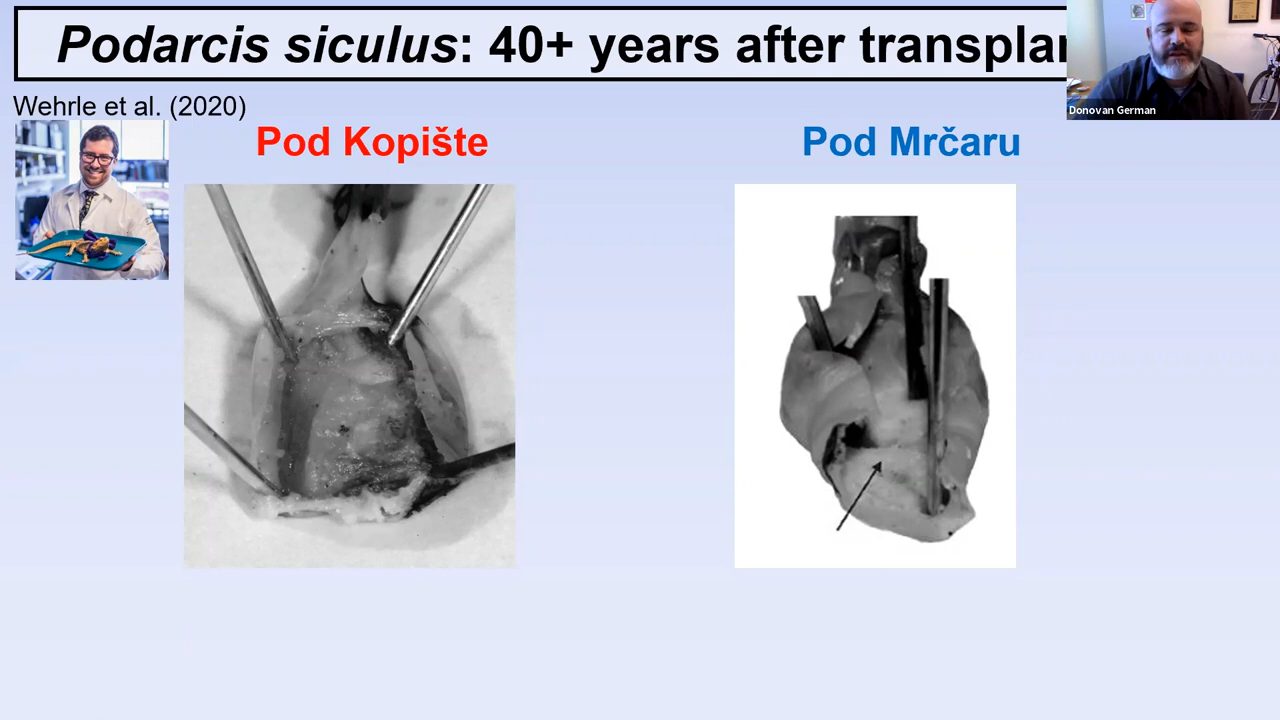 Podarcis siculus: 40+ years after transplan
Wehrle et al. (2020)
Pod Kopište
Pod Mrčaru
Donovan German